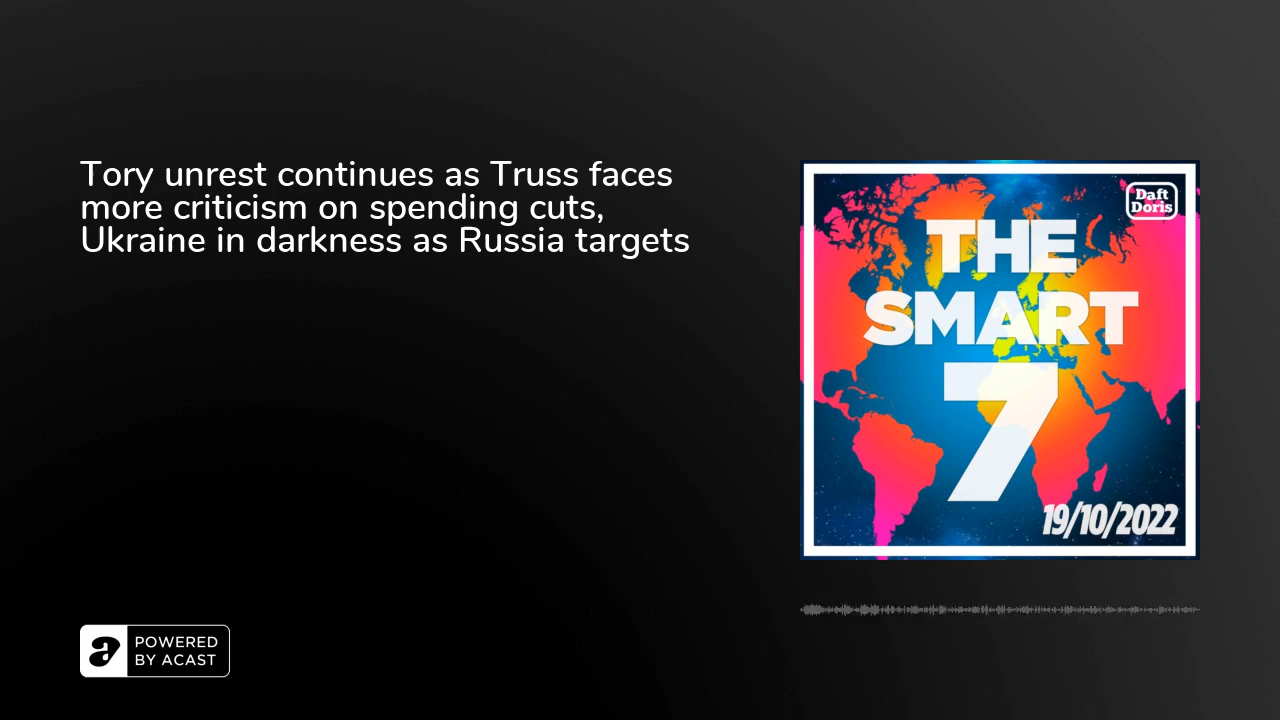 Tory unrest continues as Truss faces
more criticism on spending cuts,
Ukraine in darkness as Russia targets
Daft
Doris
THE
SMART
7
19/10/2022
POWERED
BY ACAST